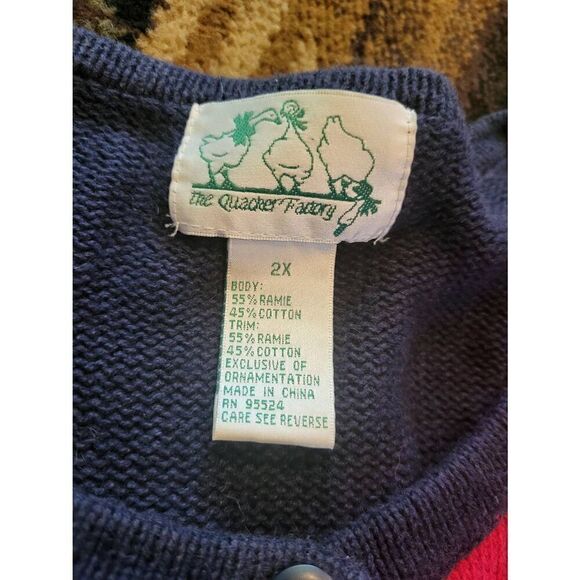 the Quacker Factory
2X
BODY:
55% RAMIE
45% COTTON
TRIM:
55% RAMIE
45% COTTON
EXCLUSIVE OF
ORNAMENTATION
MADE IN CHINA
RN 95524
CARE SEE REVERSE